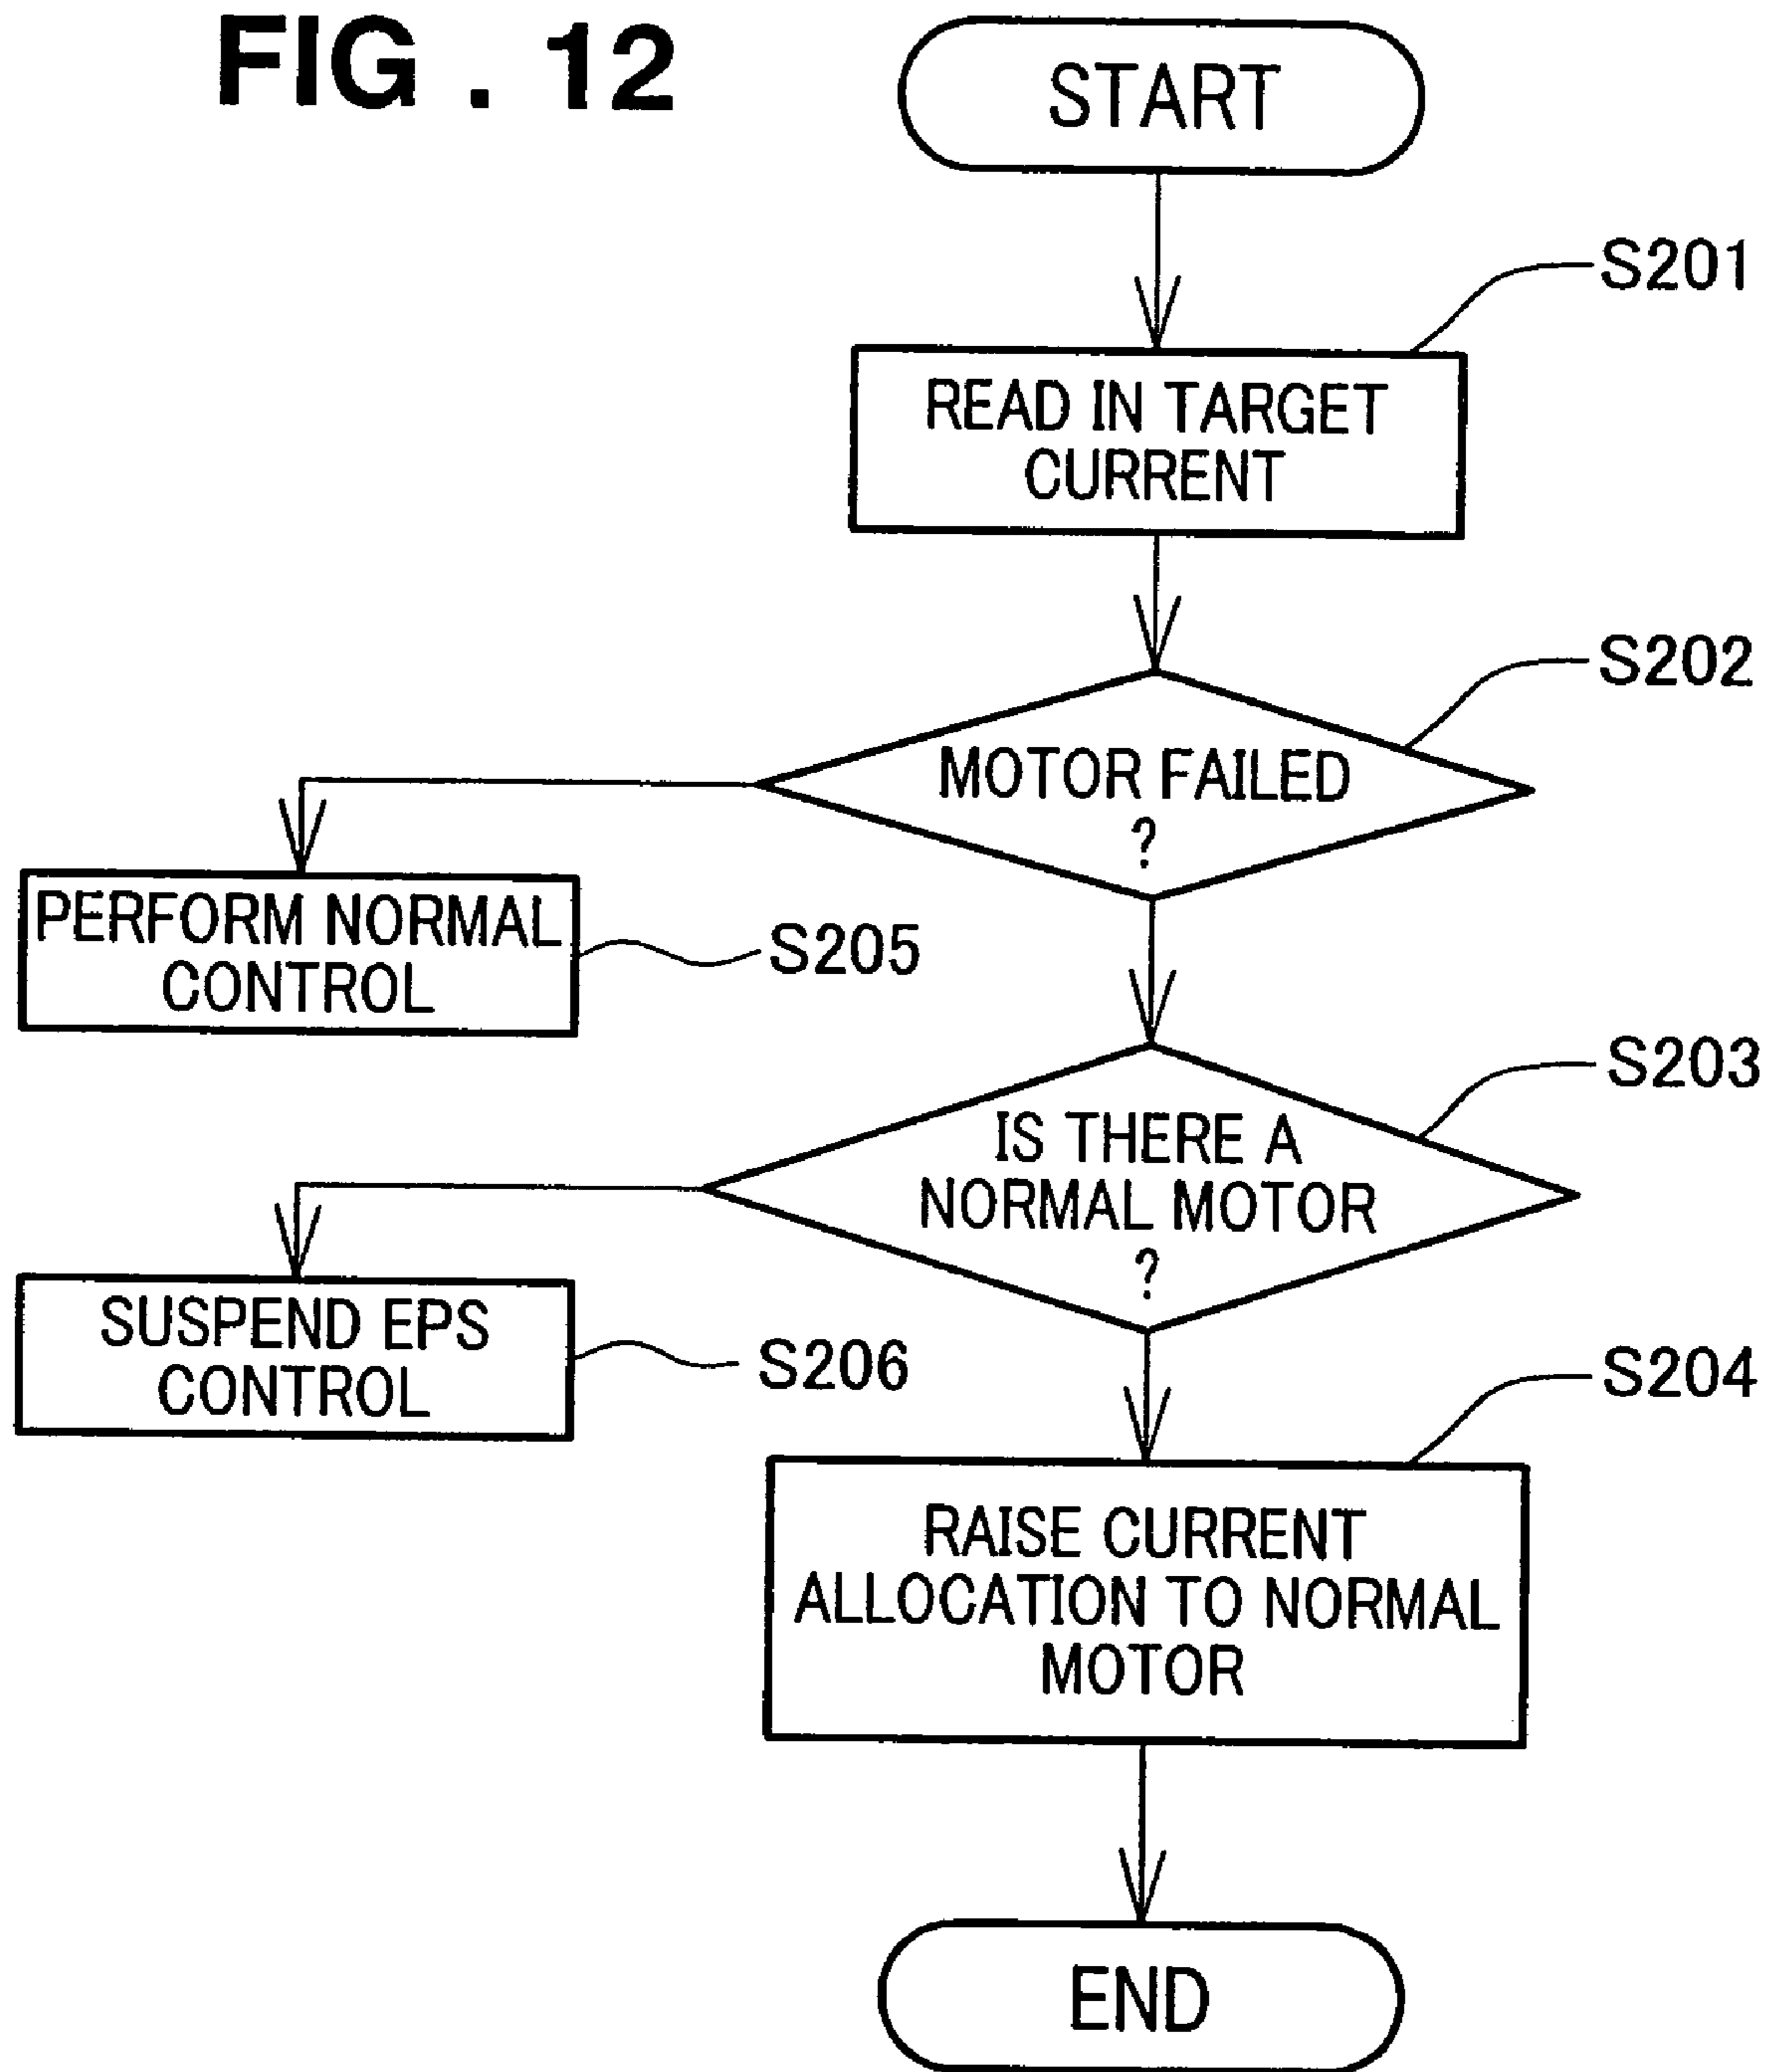 FIG . 12
START
S201
READ IN TARGET
CURRENT
S202
MOTOR FAILED
?
PERFORM NORMAL
CONTROL
S205
S203
IS THERE A
NORMAL MOTOR
?
SUSPEND EPS
CONTROL
S206
S204
RAISE CURRENT
ALLOCATION TO NORMAL
MOTOR
END